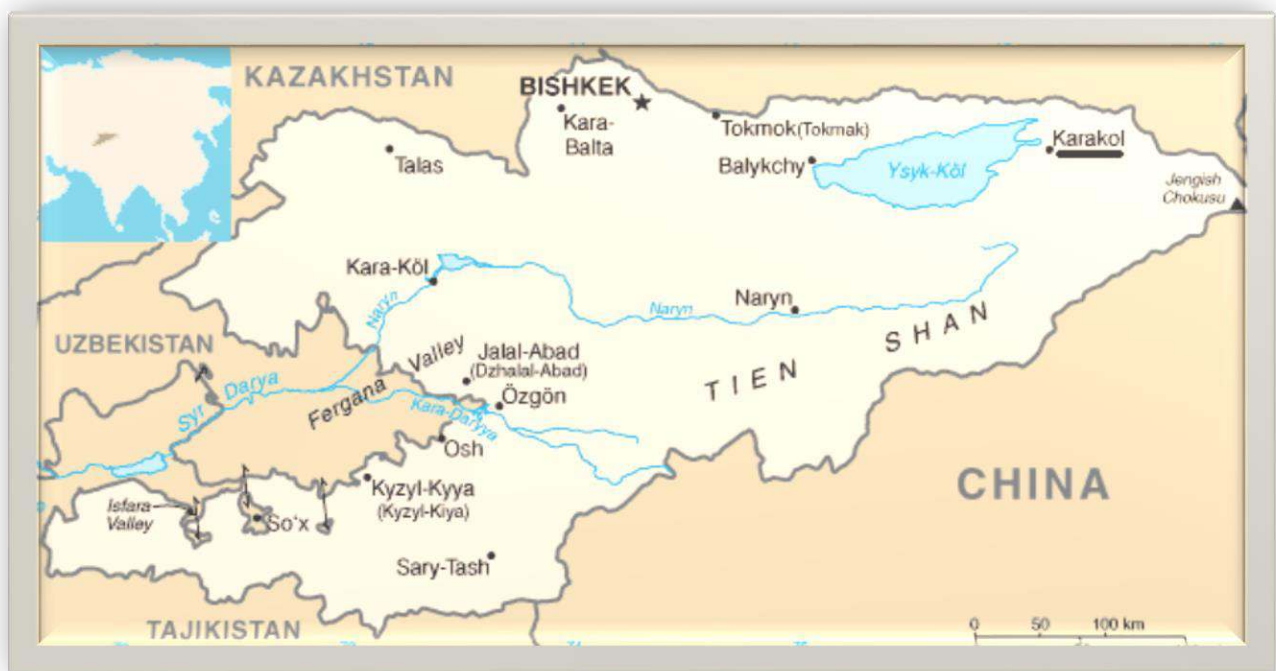 KAZAKHSTAN
BISHKEK
Kara-
Balta
Tokmok (Tokmak)
Talas
Balykchy
Ysyk-Köl
Karakol
Jengish
Chokusu
Kara-Köl
Naryn
Naryn
Naryn
UZBEKISTAN
TIEN SHAN
Syr Darya
Fergana Valley
Jalal-Abad
(Dzhalal-Abad)
Özgön
Kara-Daryya
Osh
CHINA
Kyzyl-Kyya
(Kyzyl-Kiya)
Isfara
Valley
So'x
Sary-Tash
TAJIKISTAN
0 50 100 km